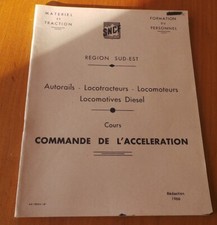 MATERIEL
ET
TRACTION
FORMATION
DU
PERSONNEL
SNCF
REGION SUD-EST
Autorails - Locotracteurs - Locomoteurs
Locomotives Diesel
Cours
COMMANDE DE L'ACCELERATION
Réédition